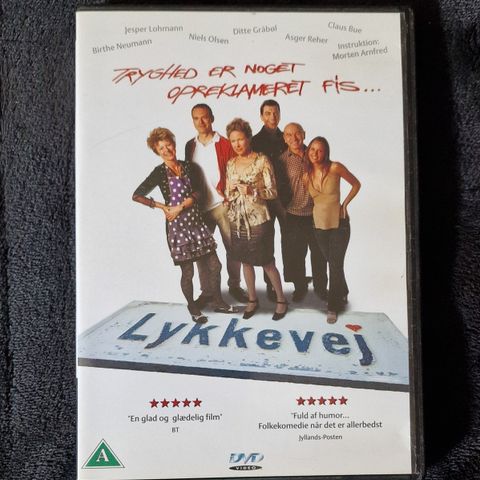 Jesper Lohmann
Ditte Gråbøl
Claus Bue
Birthe Neumann
Niels Olsen
Asger Reher
Instruktion:
Morten Arnfred
TRYGHED ER NOGET
OPREKLAMERET FIS...
Lykkevej
"En glad og glædelig film"
BT
"Fuld af humor...
Folkekomedie når det er allerbedst
Jyllands-Posten
A
DVD
VIDEO